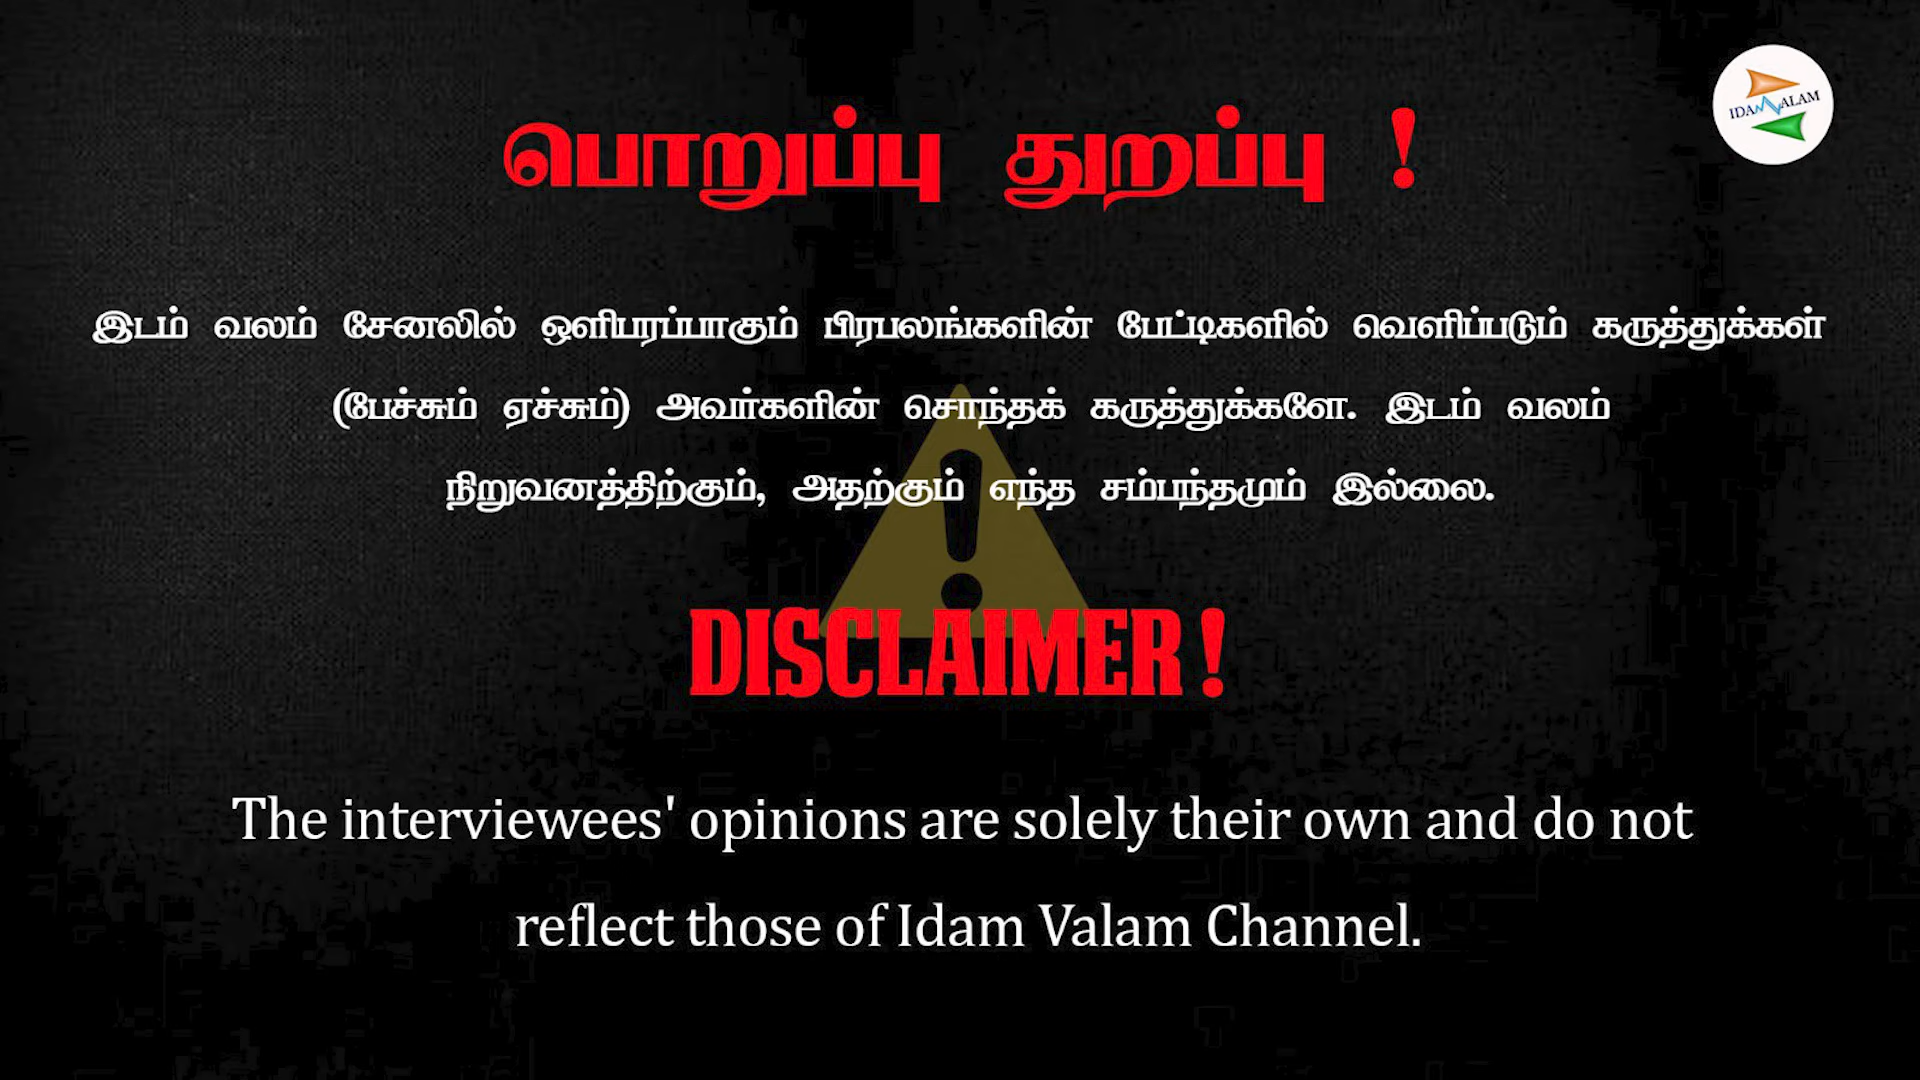 IDAM VALAM
பொறுப்பு துறப்பு !
இடம் வலம் சேனலில் ஒளிபரப்பாகும் பிரபலங்களின் பேட்டிகளில் வெளிப்படும் கருத்துக்கள்
(பேச்சும் ஏச்சும்) அவர்களின் சொந்தக் கருத்துக்களே. இடம் வலம்
நிறுவனத்திற்கும், அதற்கும் எந்த சம்பந்தமும் இல்லை.
DISCLAIMER!
The interviewees' opinions are solely their own and do not
reflect those of Idam Valam Channel.